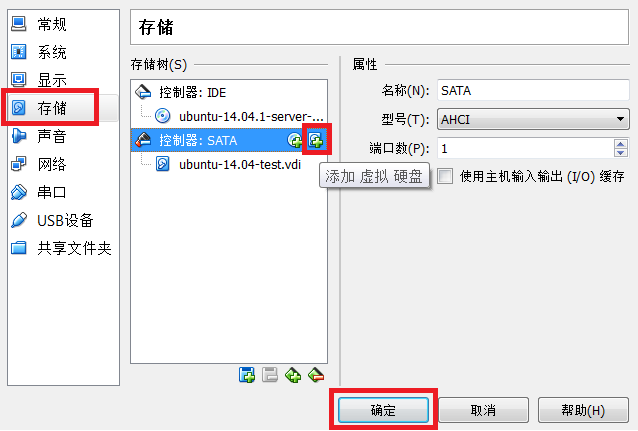 常规
系统
显示
存储
声音
网络
串口
USB设备
共享文件夹
存储
存储树(S)
控制器: IDE
ubuntu-14.04.1-server-...
控制器: SATA
ubuntu-14.04-test.vdi
添加 虚拟 硬盘
属性
名称(N): SATA
型号(T): AHCI
端口数(P): 1
使用主机输入输出 (I/O) 缓存
确定
取消
帮助(H)